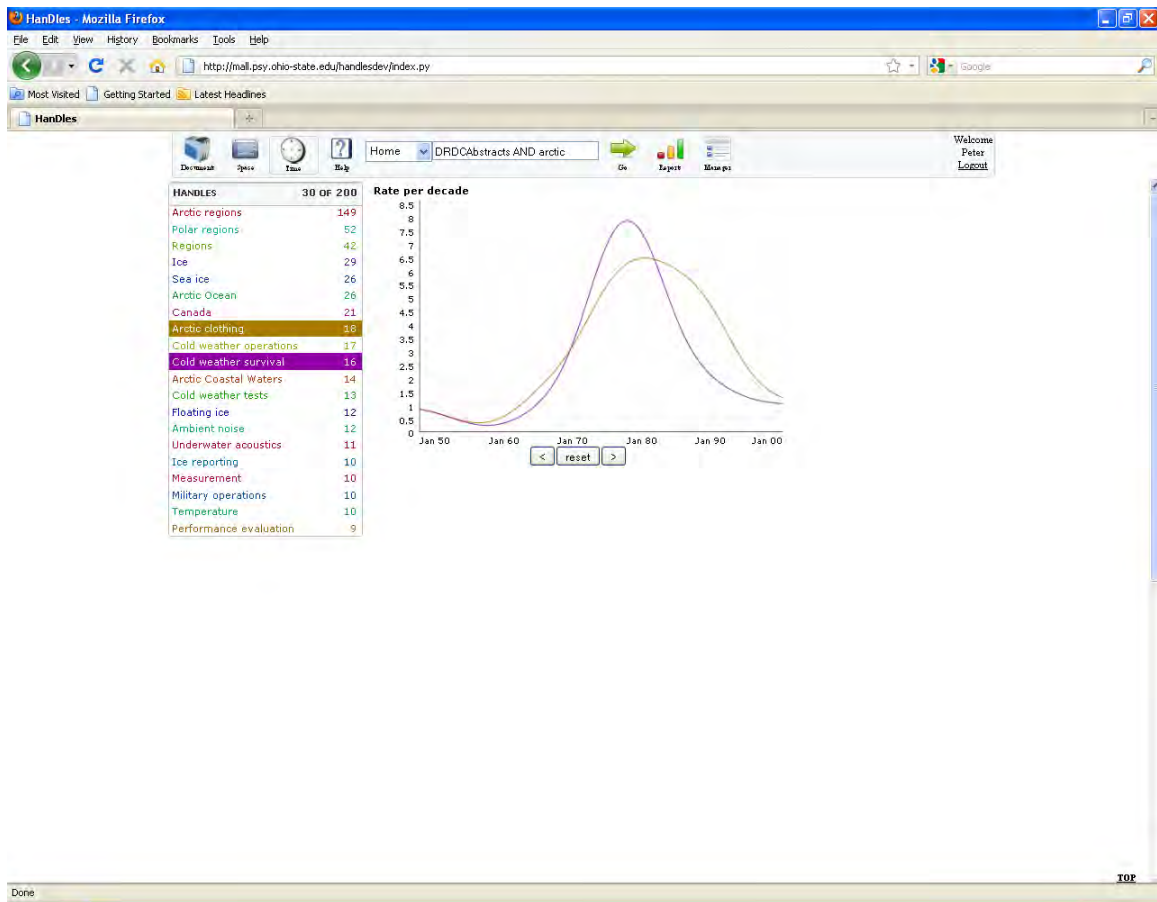 HanDles - Mozilla Firefox
File Edit View History Bookmarks Tools Help
http://mall.psy.ohio-state.edu/handlesdev/index.py
Google
Most Visited Getting Started Latest Headlines
HanDles
Document Space Time Help
Home DRDCAbstracts AND arctic
Go Report Manager
Welcome
Peter
Logout
HANDLES 30 OF 200
Arctic regions 149
Polar regions 52
Regions 42
Ice 29
Sea ice 26
Arctic Ocean 26
Canada 21
Arctic clothing 18
Cold weather operations 17
Cold weather survival 16
Arctic Coastal Waters 14
Cold weather tests 13
Floating ice 12
Ambient noise 12
Underwater acoustics 11
Ice reporting 10
Measurement 10
Military operations 10
Temperature 10
Performance evaluation 9
Rate per decade
8.5
8
7.5
7
6.5
6
5.5
5
4.5
4
3.5
3
2.5
2
1.5
1
0.5
0
Jan 50 Jan 60 Jan 70 Jan 80 Jan 90 Jan 00
< reset >
TOP
Done